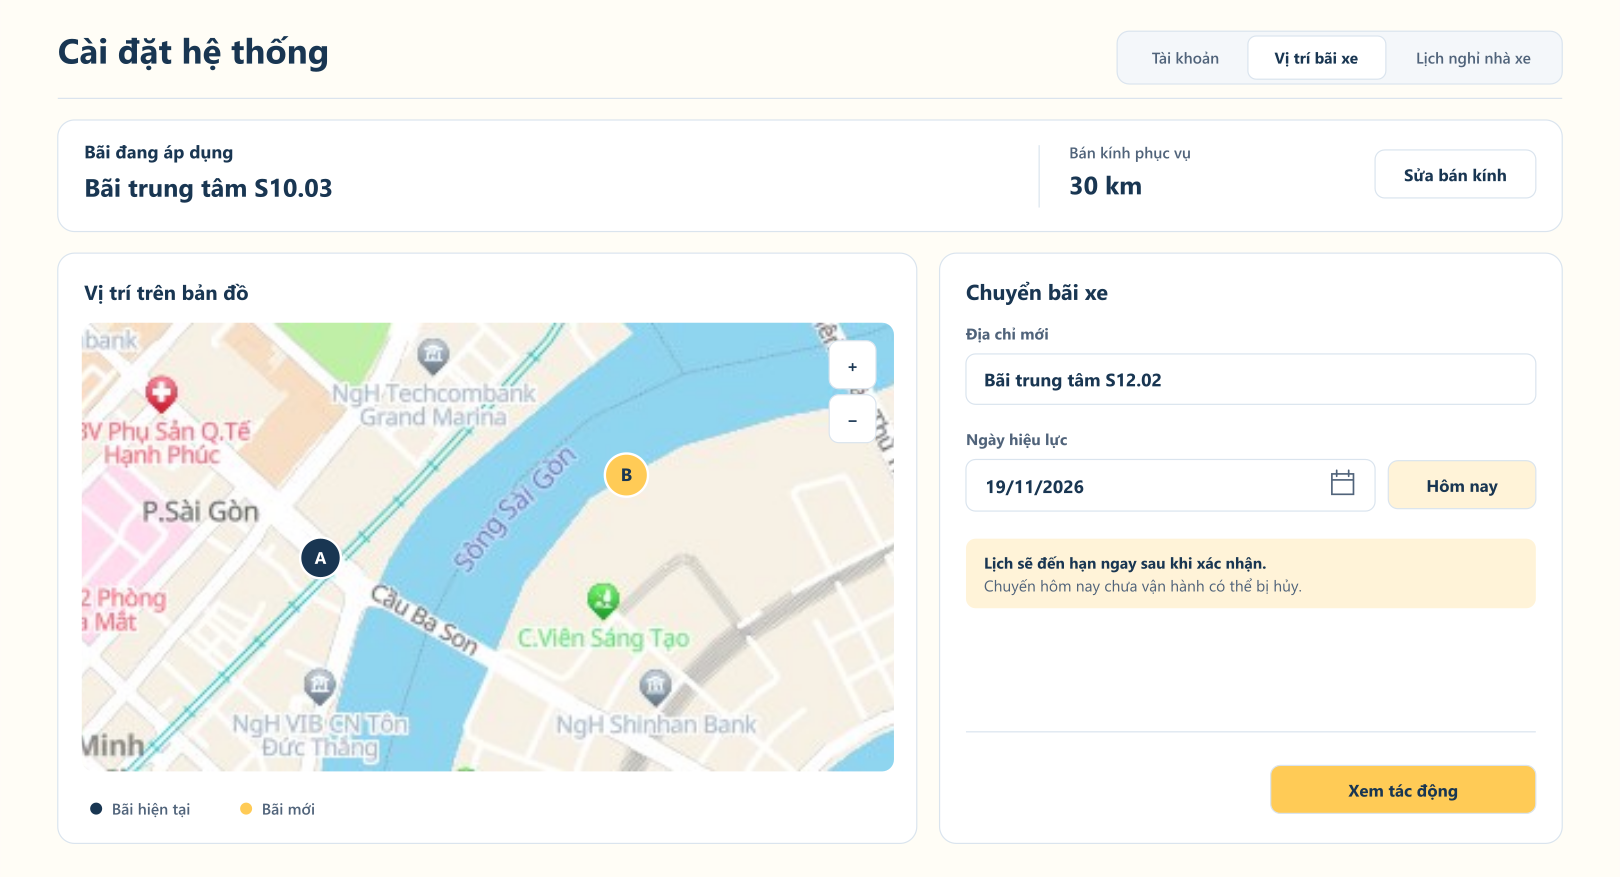 Cài đặt hệ thống
Tài khoản
Vị trí bãi xe
Lịch nghỉ nhà xe
Bãi đang áp dụng
Bãi trung tâm S10.03
Bán kính phục vụ
30 km
Sửa bán kính
Vị trí trên bản đồ
bank
NgH Techcombank
Grand Marina
+
−
BV Phụ Sản Q.Tế
Hạnh Phúc
P.Sài Gòn
Sông Sài Gòn
B
A
Cầu Ba Son
2 Phòng
Mắt
C.Viên Sáng Tạo
NgH VIB CN Tôn
Đức Thắng
NgH Shinhan Bank
Minh
Bãi hiện tại
Bãi mới
Chuyển bãi xe
Địa chỉ mới
Bãi trung tâm S12.02
Ngày hiệu lực
19/11/2026
Hôm nay
Lịch sẽ đến hạn ngay sau khi xác nhận.
Chuyến hôm nay chưa vận hành có thể bị hủy.
Xem tác động